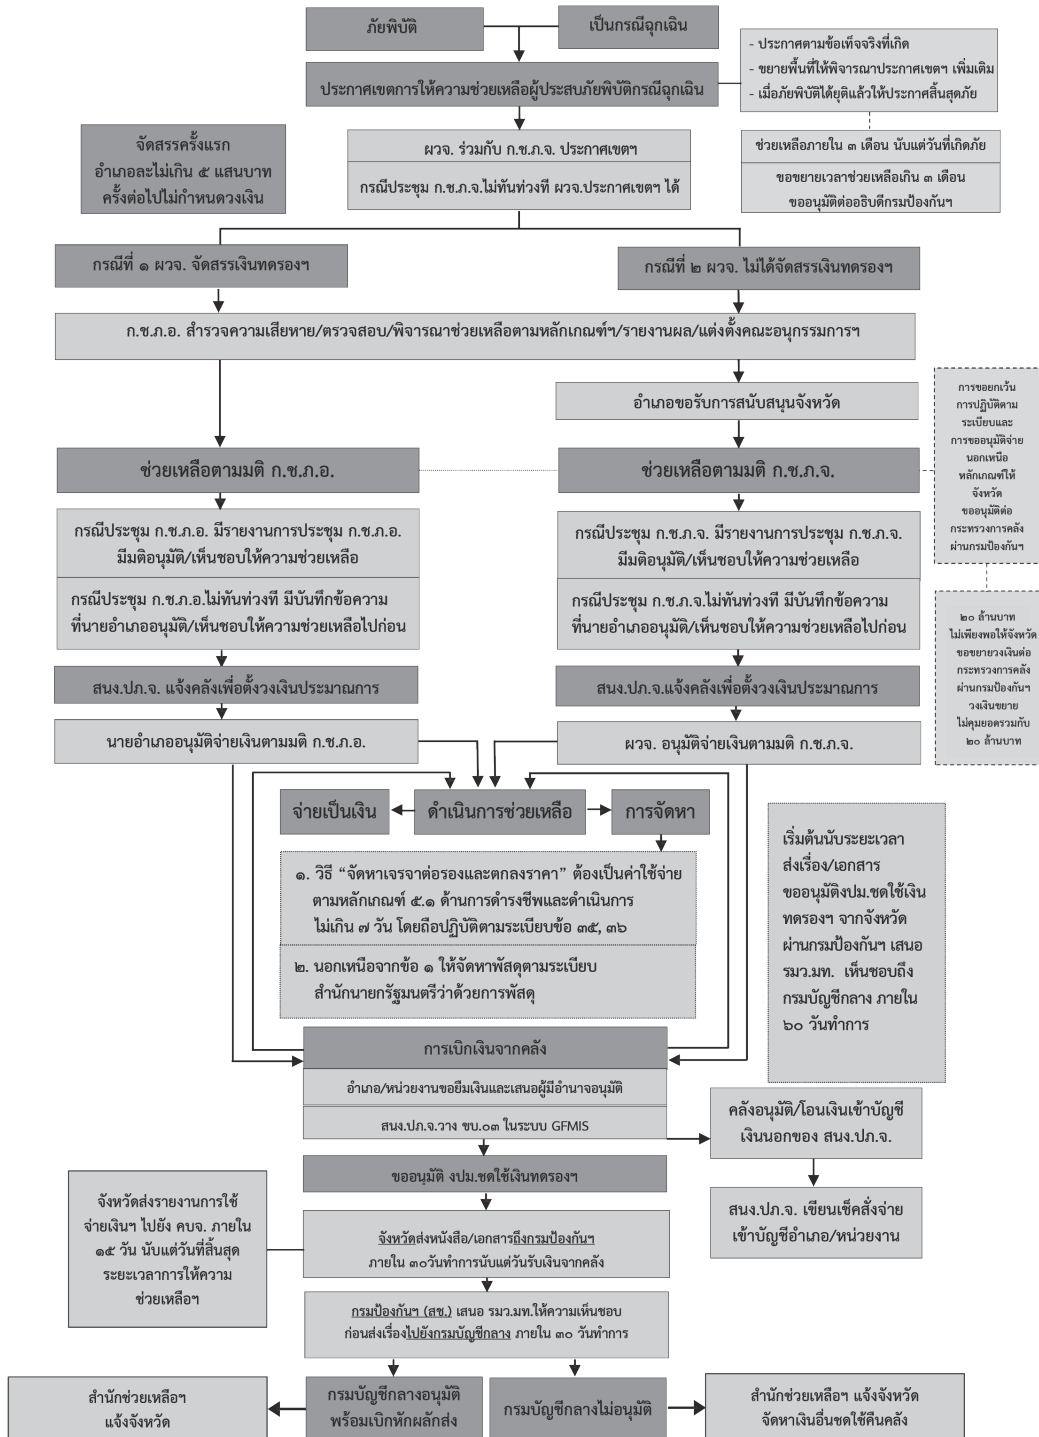 ภัยพิบัติ
เป็นกรณีฉุกเฉิน
ประกาศเขตการให้ความช่วยเหลือผู้ประสบภัยพิบัติกรณีฉุกเฉิน
- ประกาศตามข้อเท็จจริงที่เกิด
- ขยายพื้นที่ให้พิจารณาประกาศเขตฯ เพิ่มเติม
- เมื่อภัยพิบัติได้ยุติแล้วให้ประกาศสิ้นสุดภัย
ช่วยเหลือภายใน ๓ เดือน นับแต่วันที่เกิดภัย
ขอขยายเวลาช่วยเหลือเกิน ๓ เดือน
ขออนุมัติต่ออธิบดีกรมป้องกันฯ
จัดสรรครั้งแรก
อำเภอละไม่เกิน ๕ แสนบาท
ครั้งต่อไปไม่กำหนดวงเงิน
ผวจ. ร่วมกับ ก.ช.ภ.จ. ประกาศเขตฯ
กรณีประชุม ก.ช.ภ.จ.ไม่ทันท่วงที ผวจ.ประกาศเขตฯ ได้
กรณีที่ ๑ ผวจ. จัดสรรเงินทดรองฯ
กรณีที่ ๒ ผวจ. ไม่ได้จัดสรรเงินทดรองฯ
ก.ช.ภ.อ. สำรวจความเสียหาย/ตรวจสอบ/พิจารณาช่วยเหลือตามหลักเกณฑ์ฯ/รายงานผล/แต่งตั้งคณะอนุกรรมการฯ
อำเภอขอรับการสนับสนุนจังหวัด
ช่วยเหลือตามมติ ก.ช.ภ.อ.
ช่วยเหลือตามมติ ก.ช.ภ.จ.
การขอยกเว้น
การปฏิบัติตาม
ระเบียบและ
การขออนุมัติจ่าย
นอกเหนือ
หลักเกณฑ์ให้
จังหวัด
ขออนุมัติต่อ
กระทรวงการคลัง
ผ่านกรมป้องกันฯ
กรณีประชุม ก.ช.ภ.อ. มีรายงานการประชุม ก.ช.ภ.อ.
มีมติอนุมัติ/เห็นชอบให้ความช่วยเหลือ
กรณีประชุม ก.ช.ภ.อ.ไม่ทันท่วงที มีบันทึกข้อความ
ที่นายอำเภออนุมัติ/เห็นชอบให้ความช่วยเหลือไปก่อน
กรณีประชุม ก.ช.ภ.จ. มีรายงานการประชุม ก.ช.ภ.จ.
มีมติอนุมัติ/เห็นชอบให้ความช่วยเหลือ
กรณีประชุม ก.ช.ภ.จ.ไม่ทันท่วงที มีบันทึกข้อความ
ที่นายอำเภออนุมัติ/เห็นชอบให้ความช่วยเหลือไปก่อน
๒๐ ล้านบาท
ไม่เพียงพอให้จังหวัด
ขอขยายวงเงินต่อ
กระทรวงการคลัง
ผ่านกรมป้องกันฯ
วงเงินขยาย
ไม่คุมยอดรวมกับ
๒๐ ล้านบาท
สนง.ปภ.จ. แจ้งคลังเพื่อตั้งวงเงินประมาณการ
สนง.ปภ.จ.แจ้งคลังเพื่อตั้งวงเงินประมาณการ
นายอำเภออนุมัติจ่ายเงินตามมติ ก.ช.ภ.อ.
ผวจ. อนุมัติจ่ายเงินตามมติ ก.ช.ภ.จ.
จ่ายเป็นเงิน
ดำเนินการช่วยเหลือ
การจัดหา
๑. วิธี “จัดหาเจรจาต่อรองและตกลงราคา” ต้องเป็นค่าใช้จ่าย
ตามหลักเกณฑ์ ๕.๑ ด้านการดำรงชีพและดำเนินการ
ไม่เกิน ๗ วัน โดยถือปฏิบัติตามระเบียบข้อ ๓๕, ๓๖
๒. นอกเหนือจากข้อ ๑ ให้จัดหาพัสดุตามระเบียบ
สำนักนายกรัฐมนตรีว่าด้วยการพัสดุ
เริ่มต้นนับระยะเวลา
ส่งเรื่อง/เอกสาร
ขออนุมัติงปม.ชดใช้เงิน
ทดรองฯ จากจังหวัด
ผ่านกรมป้องกันฯ เสนอ
รมว.มท. เห็นชอบถึง
กรมบัญชีกลาง ภายใน
๖๐ วันทำการ
การเบิกเงินจากคลัง
อำเภอ/หน่วยงานขอยืมเงินและเสนอผู้มีอำนาจอนุมัติ
สนง.ปภ.จ.วาง ขบ.๐๓ ในระบบ GFMIS
คลังอนุมัติ/โอนเงินเข้าบัญชี
เงินนอกของ สนง.ปภ.จ.
ขออนุมัติ งปม.ชดใช้เงินทดรองฯ
สนง.ปภ.จ. เขียนเช็คสั่งจ่าย
เข้าบัญชีอำเภอ/หน่วยงาน
จังหวัดส่งรายงานการใช้
จ่ายเงินฯ ไปยัง คบจ. ภายใน
๑๕ วัน นับแต่วันที่สิ้นสุด
ระยะเวลาการให้ความ
ช่วยเหลือฯ
จังหวัดส่งหนังสือ/เอกสารถึงกรมป้องกันฯ
ภายใน ๓๐วันทำการนับแต่วันรับเงินจากคลัง
กรมป้องกันฯ (สช.) เสนอ รมว.มท.ให้ความเห็นชอบ
ก่อนส่งเรื่องไปยังกรมบัญชีกลาง ภายใน ๓๐ วันทำการ
สำนักช่วยเหลือฯ
แจ้งจังหวัด
กรมบัญชีกลางอนุมัติ
พร้อมเบิกหักผลักส่ง
กรมบัญชีกลางไม่อนุมัติ
สำนักช่วยเหลือฯ แจ้งจังหวัด
จัดหาเงินอื่นชดใช้คืนคลัง